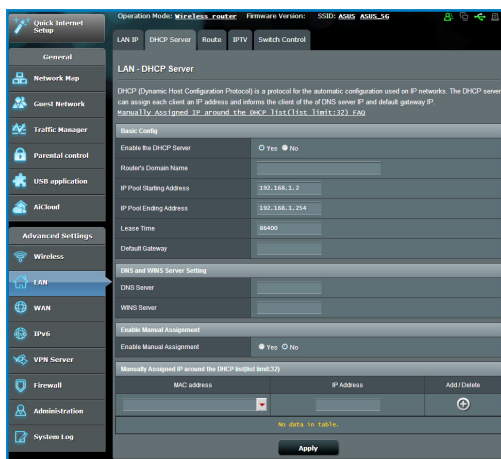 Quick Internet Setup
Operation Mode: Wireless router Firmware Version: SSID: ASUS ASUS_5G
LAN IP DHCP Server Route IPTV Switch Control
General
Network Map
Guest Network
Traffic Manager
Parental control
USB application
AiCloud
Advanced Settings
Wireless
LAN
WAN
IPv6
VPN Server
Firewall
Administration
System Log
LAN - DHCP Server
DHCP (Dynamic Host Configuration Protocol) is a protocol for the automatic configuration used on IP networks. The DHCP server
can assign each client an IP address and informs the client of the of DNS server IP and default gateway IP.
Manually Assigned IP around the DHCP list(list limit:32) FAQ
Basic Config
Enable the DHCP Server Yes No
Router's Domain Name
IP Pool Starting Address 192.168.1.2
IP Pool Ending Address 192.168.1.254
Lease Time 86400
Default Gateway
DNS and WINS Server Setting
DNS Server
WINS Server
Enable Manual Assignment
Enable Manual Assignment Yes No
Manually Assigned IP around the DHCP list(list limit:32)
MAC address IP Address Add / Delete
No data in table.
Apply